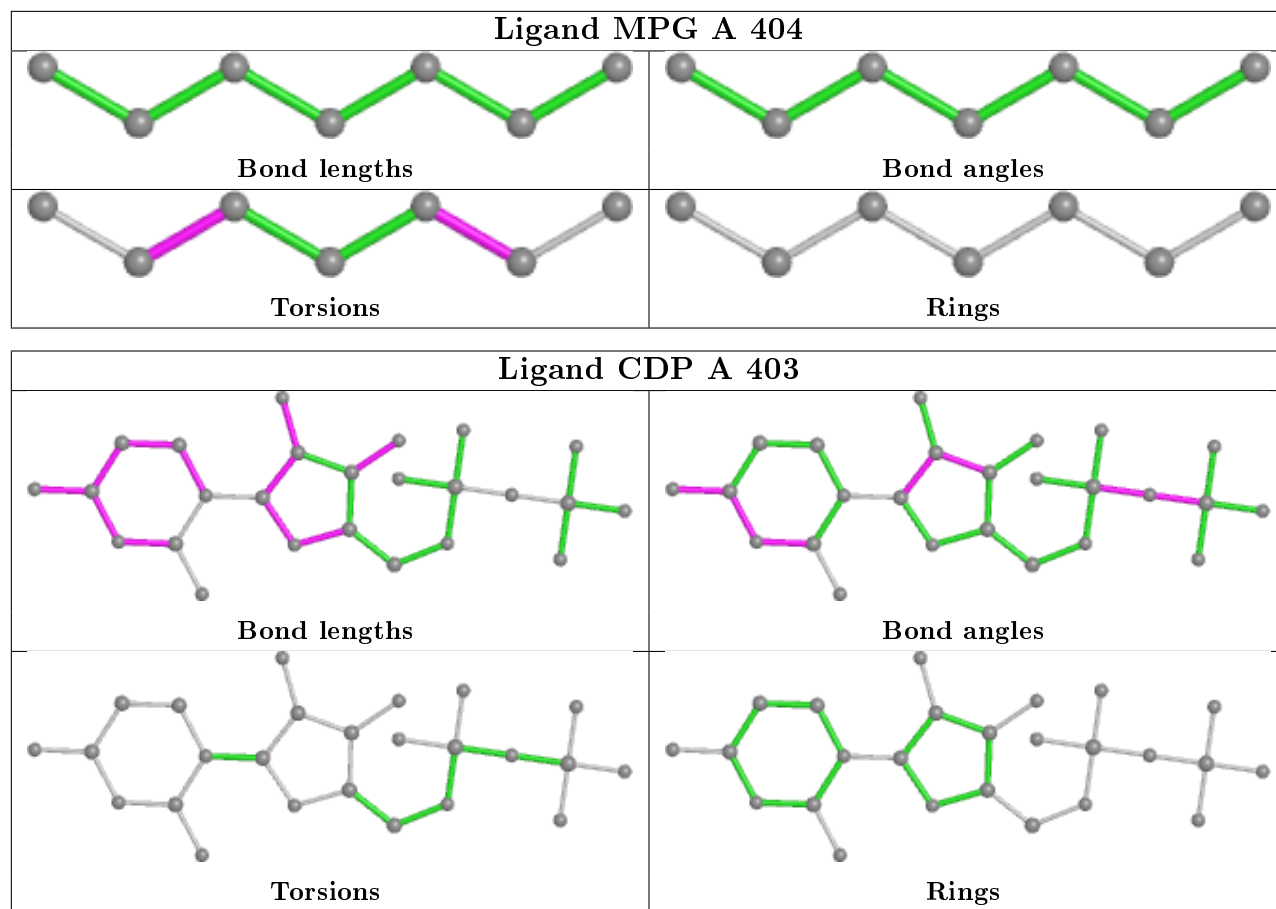 Ligand MPG A 404
Bond lengths
Bond angles
Torsions
Rings
Ligand CDP A 403
Bond lengths
Bond angles
Torsions
Rings